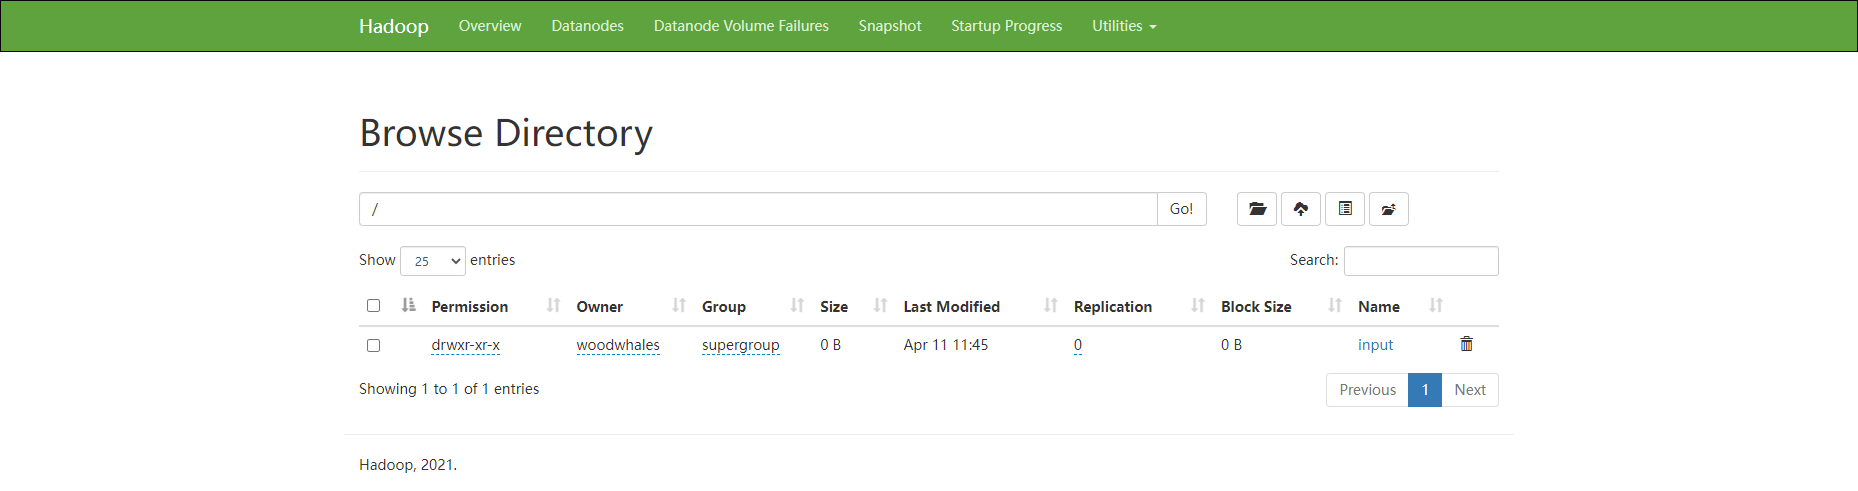 Hadoop Overview Datanodes Datanode Volume Failures Snapshot Startup Progress Utilities
Browse Directory
/ Go!
Show 25 entries Search:
Permission Owner Group Size Last Modified Replication Block Size Name
drwxr-xr-x woodwhales supergroup 0 B Apr 11 11:45 0 0 B input
Showing 1 to 1 of 1 entries Previous 1 Next
Hadoop, 2021.